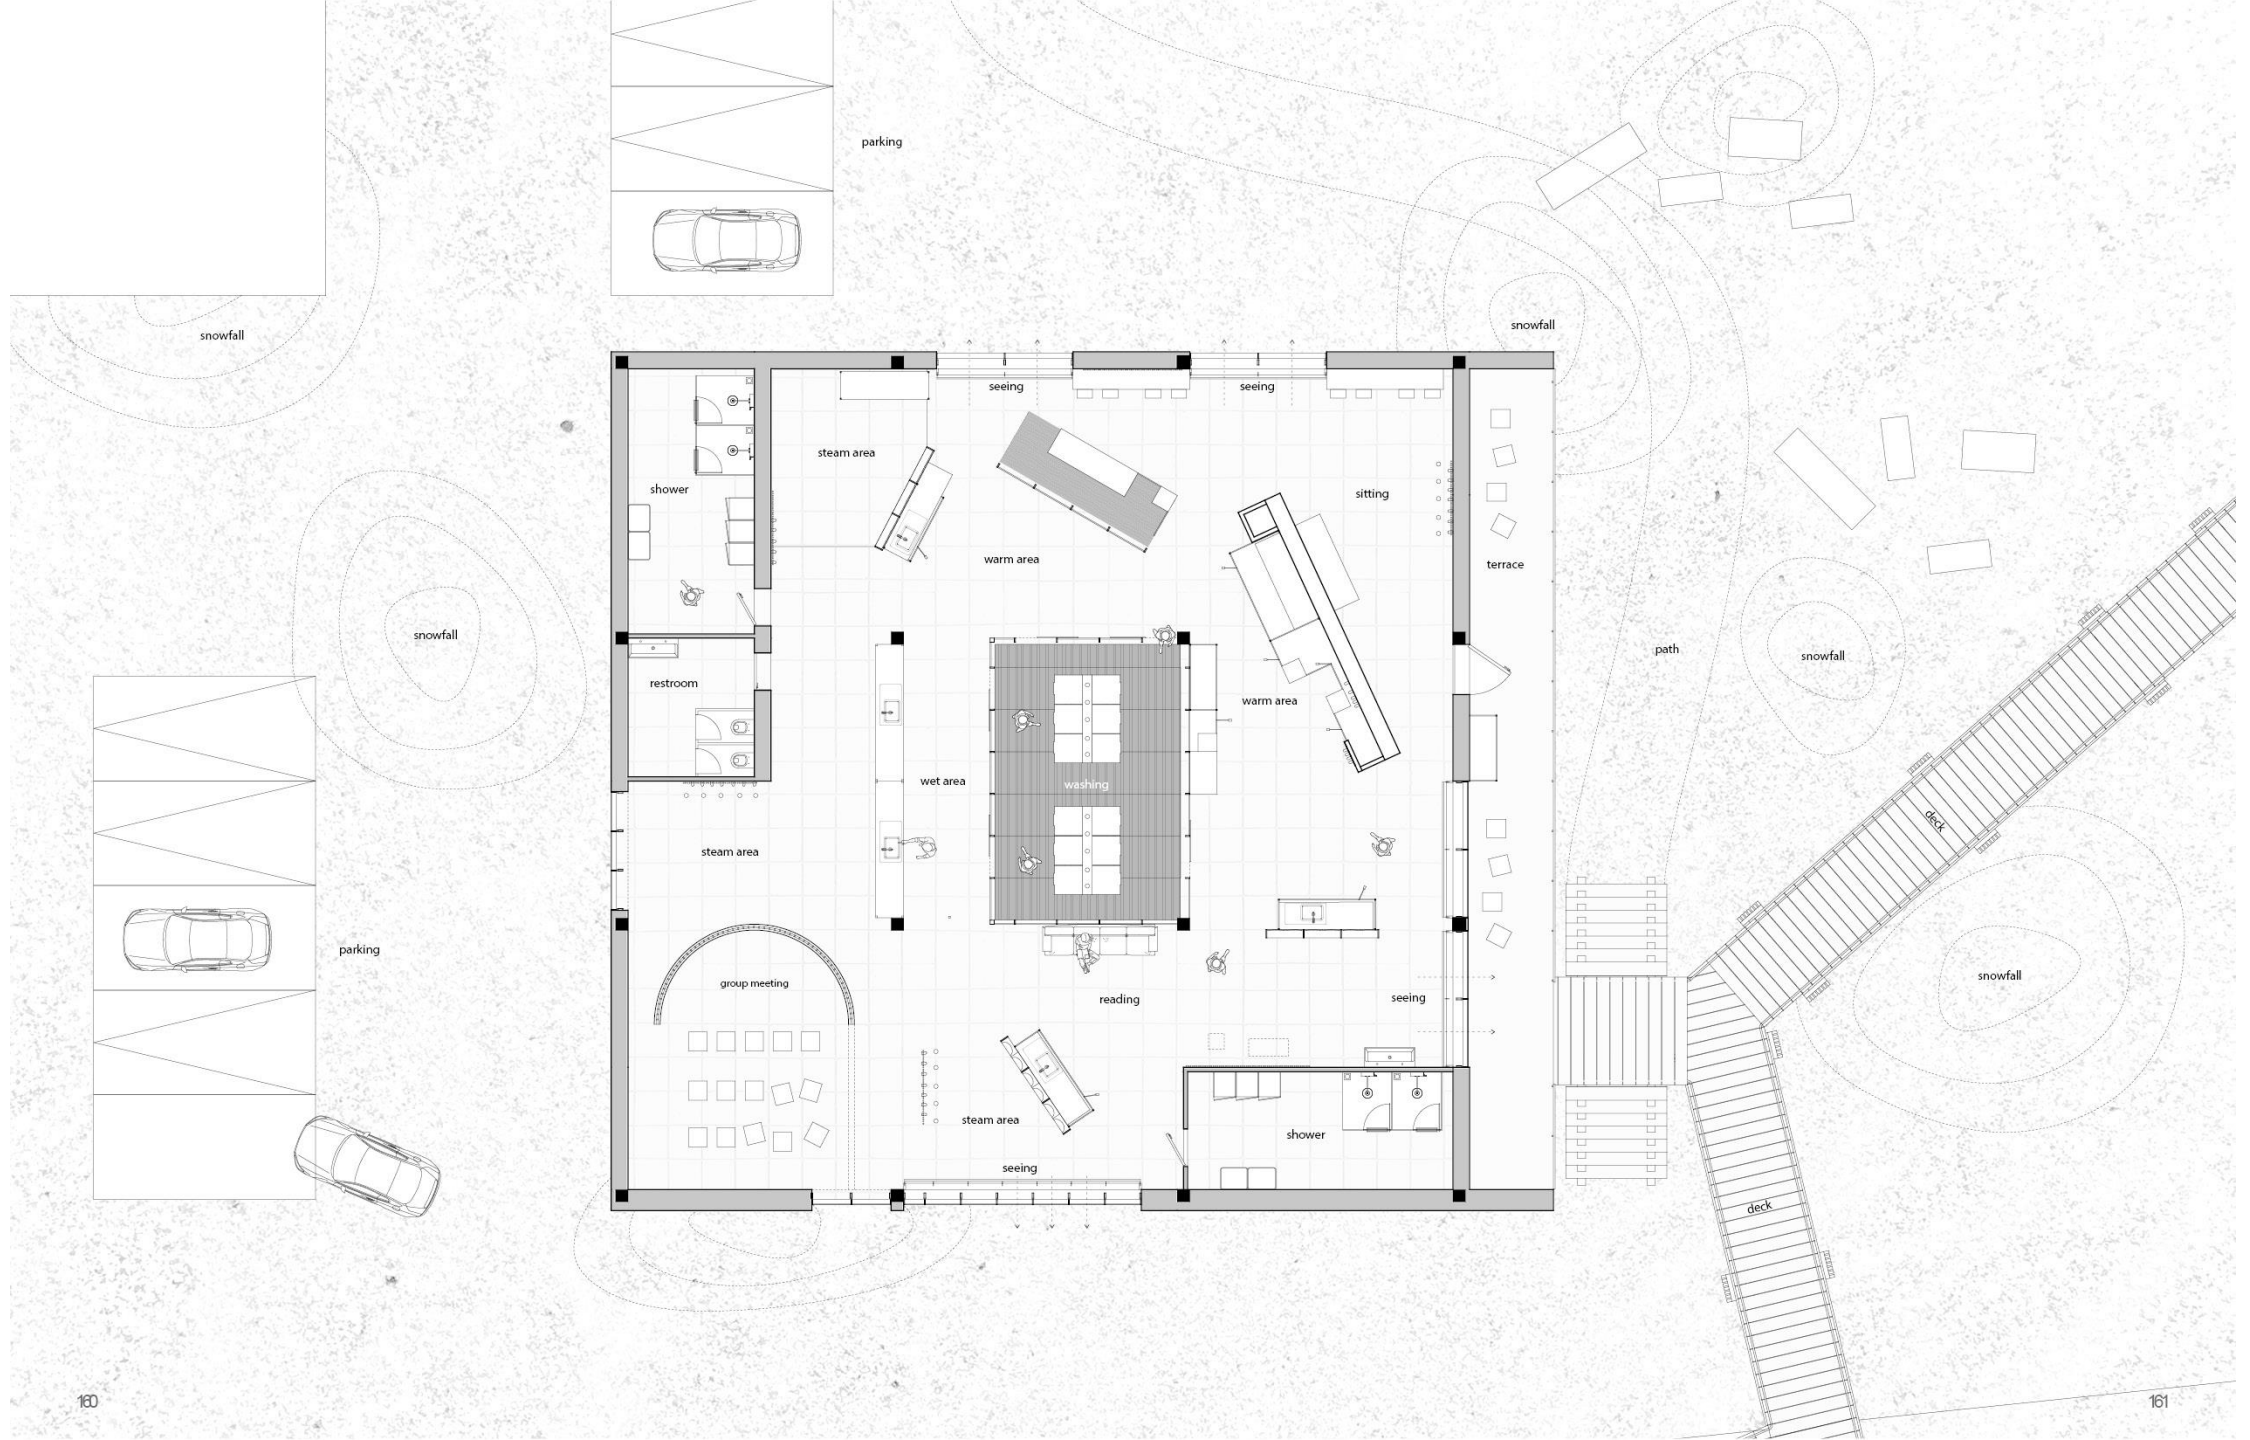 parking
snowfall
snowfall
seeing
seeing
steam area
shower
sitting
warm area
terrace
snowfall
path
snowfall
restroom
warm area
wet area
washing
deck
steam area
parking
snowfall
group meeting
reading
seeing
steam area
shower
seeing
deck
160
161